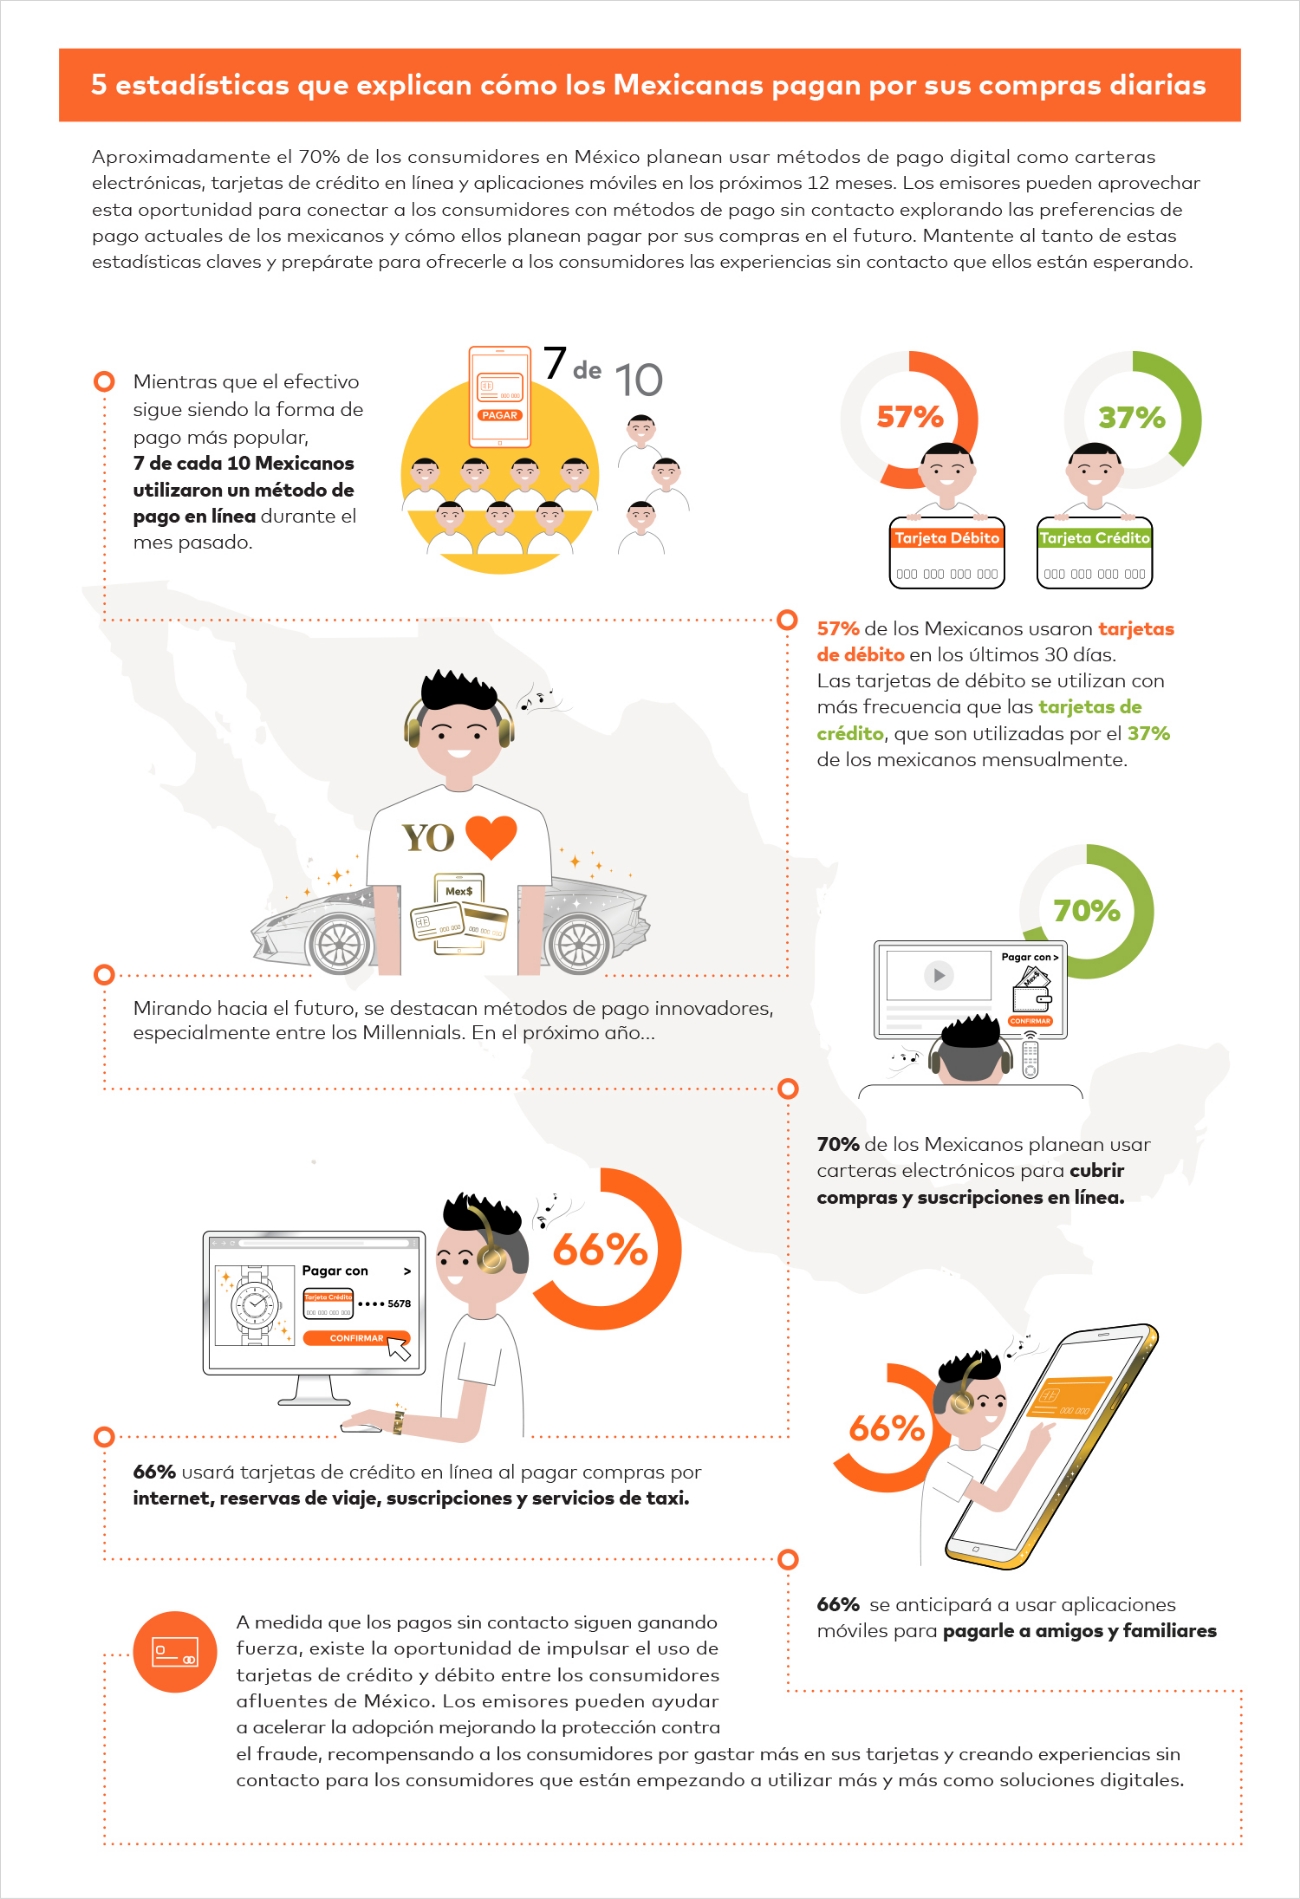 5 estadísticas que explican cómo los Mexicanas pagan por sus compras diarias
Aproximadamente el 70% de los consumidores en México planean usar métodos de pago digital como carteras
electrónicas, tarjetas de crédito en línea y aplicaciones móviles en los próximos 12 meses. Los emisores pueden aprovechar
esta oportunidad para conectar a los consumidores con métodos de pago sin contacto explorando las preferencias de
pago actuales de los mexicanos y cómo ellos planean pagar por sus compras en el futuro. Mantente al tanto de estas
estadísticas claves y prepárate para ofrecerle a los consumidores las experiencias sin contacto que ellos están esperando.
Mientras que el efectivo
sigue siendo la forma de
pago más popular,
7 de cada 10 Mexicanos
utilizaron un método de
pago en línea durante el
mes pasado.
7 de 10
PAGAR
57%
37%
Tarjeta Débito
000 000 000 000
Tarjeta Crédito
000 000 000 000
57% de los Mexicanos usaron tarjetas
de débito en los últimos 30 días.
Las tarjetas de débito se utilizan con
más frecuencia que las tarjetas de
crédito, que son utilizadas por el 37%
de los mexicanos mensualmente.
YO
Mex$
Mirando hacia el futuro, se destacan métodos de pago innovadores,
especialmente entre los Millennials. En el próximo año...
70%
Pagar con >
Mex$
CONFIRMAR
70% de los Mexicanos planean usar
carteras electrónicos para cubrir
compras y suscripciones en línea.
66%
Pagar con >
Tarjeta Crédito
000 000 000 000
•••• 5678
CONFIRMAR
66% usará tarjetas de crédito en línea al pagar compras por
internet, reservas de viaje, suscripciones y servicios de taxi.
66%
000 000
66% se anticipará a usar aplicaciones
móviles para pagarle a amigos y familiares
A medida que los pagos sin contacto siguen ganando
fuerza, existe la oportunidad de impulsar el uso de
tarjetas de crédito y débito entre los consumidores
afluentes de México. Los emisores pueden ayudar
a acelerar la adopción mejorando la protección contra
el fraude, recompensando a los consumidores por gastar más en sus tarjetas y creando experiencias sin
contacto para los consumidores que están empezando a utilizar más y más como soluciones digitales.